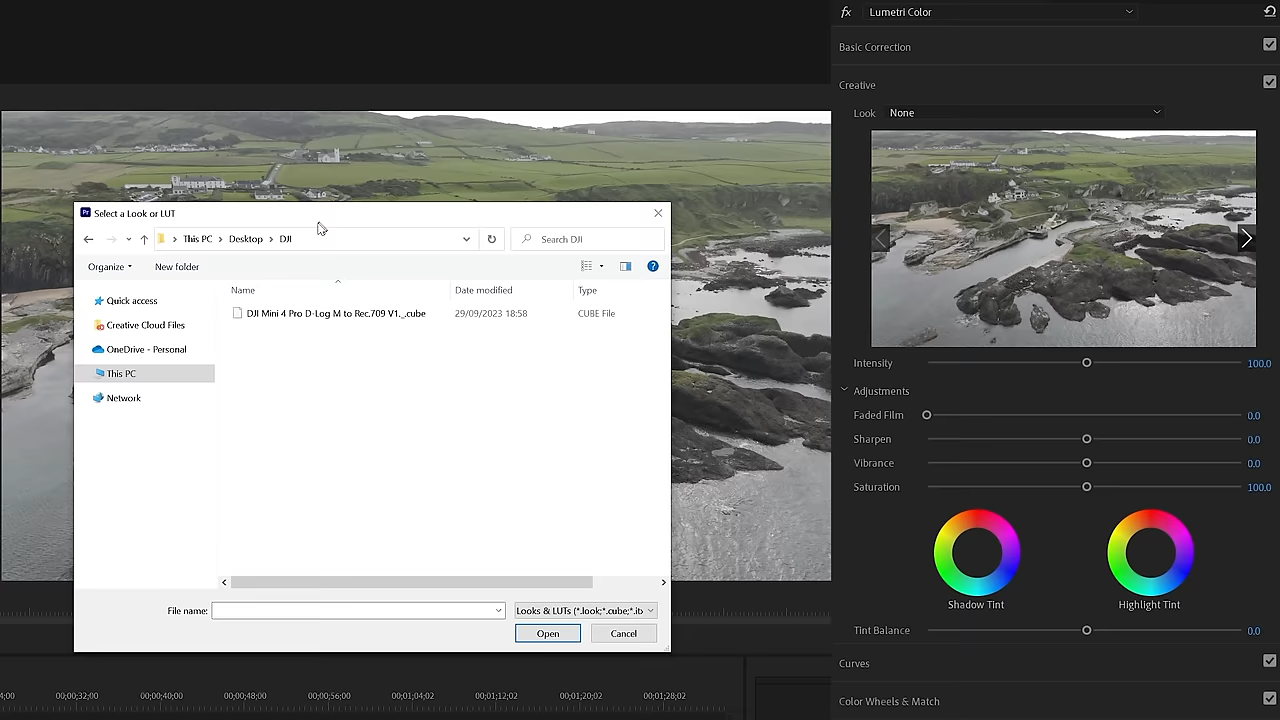 fx Lumetri Color
Basic Correction
Creative
Look None
Select a Look or LUT
This PC > Desktop > DJI
Search DJI
Organize
New folder
Name
Date modified
Type
Quick access
Creative Cloud Files
OneDrive - Personal
This PC
Network
DJI Mini 4 Pro D-Log M to Rec.709 V1._.cube
29/09/2023 18:58
CUBE File
File name:
Looks & LUTs (*.look;*.cube;*.itx
Open
Cancel
Intensity 100.0
Adjustments
Faded Film 0.0
Sharpen 0.0
Vibrance 0.0
Saturation 100.0
Shadow Tint
Highlight Tint
Tint Balance 0.0
Curves
Color Wheels & Match
4;00
00;00;32;00
00;00;40;00
00;00;48;00
00;00;56;00
00;01;04;02
00;01;12;02
00;01;20;02
00;01;28;02